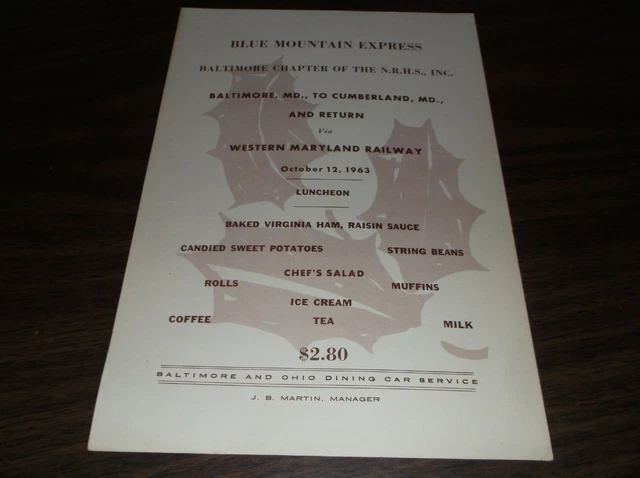 BLUE MOUNTAIN EXPRESS
BALTIMORE CHAPTER OF THE N.R.H.S., INC.
BALTIMORE, MD., TO CUMBERLAND, MD.,
AND RETURN
Via
WESTERN MARYLAND RAILWAY
October 12, 1963
LUNCHEON
BAKED VIRGINIA HAM, RAISIN SAUCE
CANDIED SWEET POTATOES STRING BEANS
CHEF'S SALAD
ROLLS MUFFINS
ICE CREAM
COFFEE TEA MILK
$2.80
BALTIMORE AND OHIO DINING CAR SERVICE
J. B. MARTIN, MANAGER